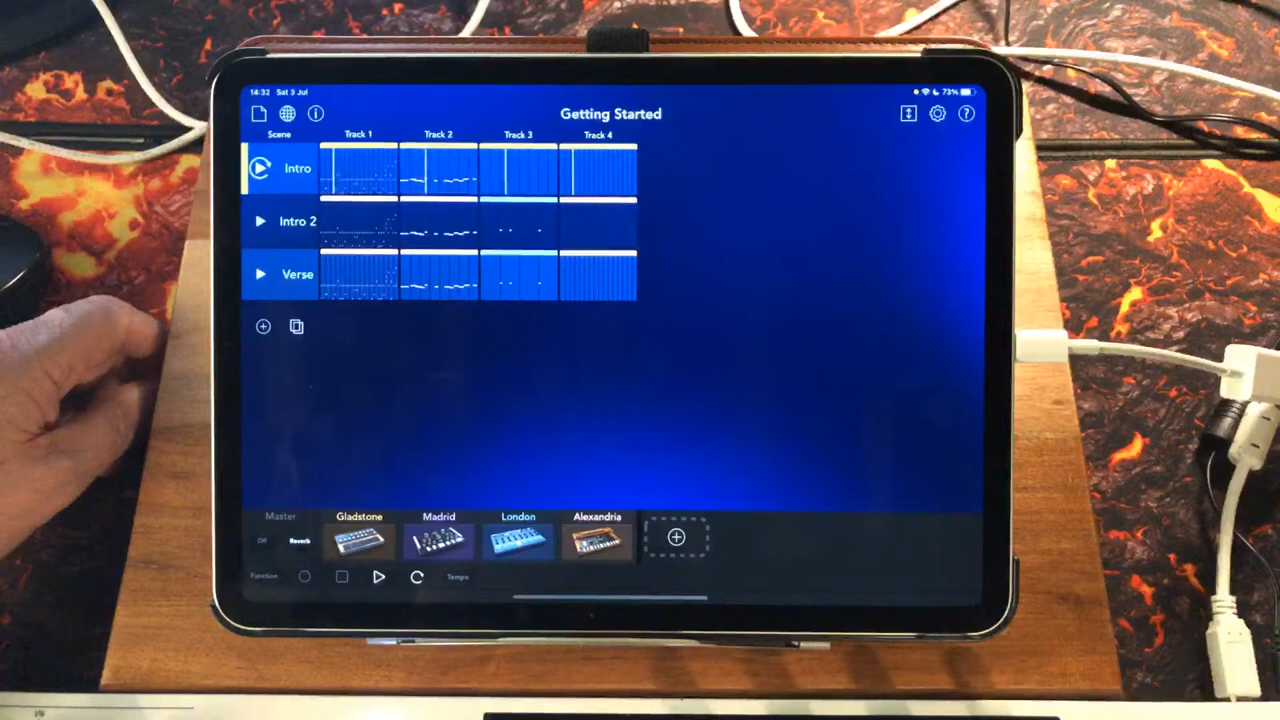 14:32 Sat 3 Jul 73%
Getting Started
Scene Track 1 Track 2 Track 3 Track 4
Intro
Intro 2
Verse
Master Gladstone Madrid London Alexandria
Off Reverb
Function Tempo